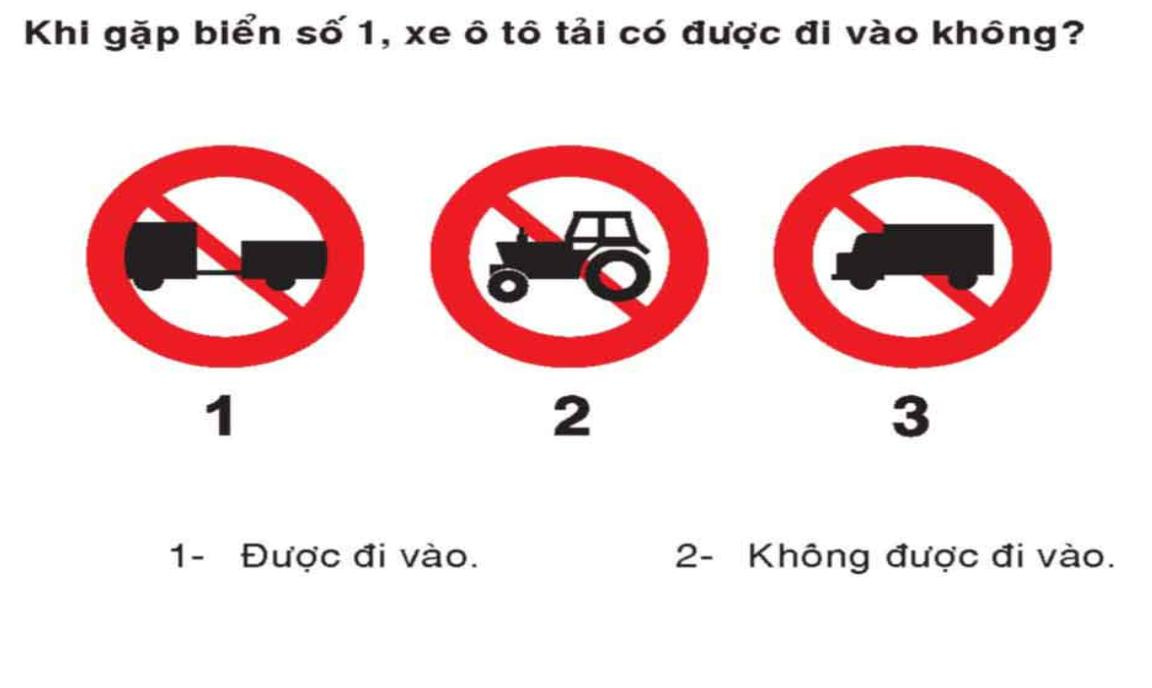 Khi gặp biển số 1, xe ô tô tải có được đi vào không?
1 2 3
1- Được đi vào. 2- Không được đi vào.